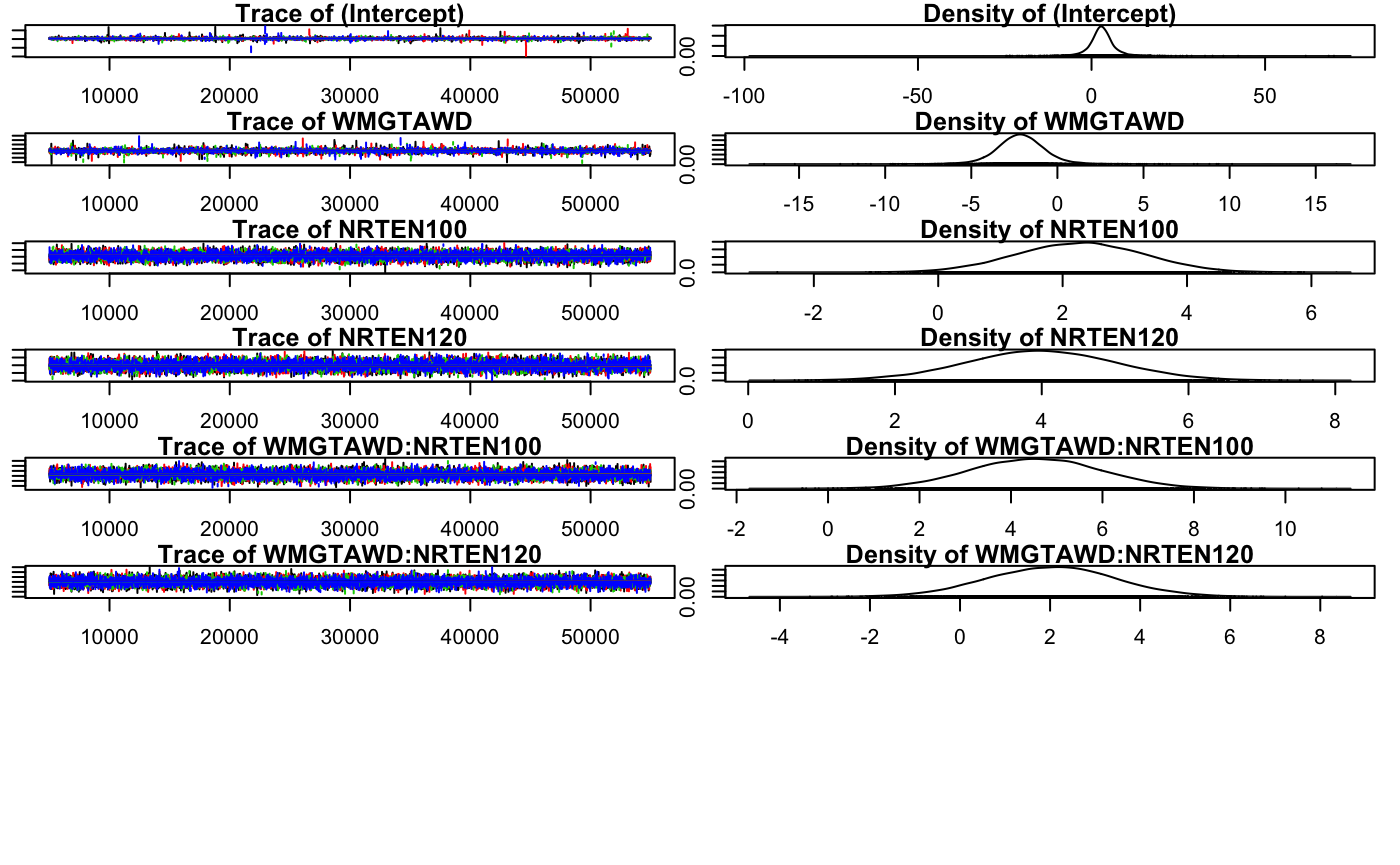 Trace of (Intercept) Density of (Intercept)
0.00
10000 20000 30000 40000 50000 -100 -50 0 50
Trace of WMGTAWD Density of WMGTAWD
0.00
10000 20000 30000 40000 50000 -15 -10 -5 0 5 10 15
Trace of NRTEN100 Density of NRTEN100
0.0
10000 20000 30000 40000 50000 -2 0 2 4 6
Trace of NRTEN120 Density of NRTEN120
0.0
10000 20000 30000 40000 50000 0 2 4 6 8
Trace of WMGTAWD:NRTEN100 Density of WMGTAWD:NRTEN100
0.00
10000 20000 30000 40000 50000 -2 0 2 4 6 8 10
Trace of WMGTAWD:NRTEN120 Density of WMGTAWD:NRTEN120
0.00
10000 20000 30000 40000 50000 -4 -2 0 2 4 6 8